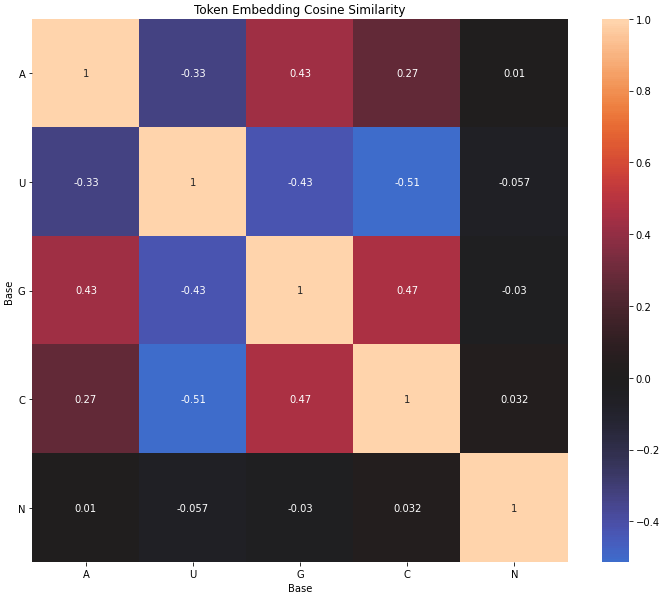 Token Embedding Cosine Similarity
A 1 -0.33 0.43 0.27 0.01
U -0.33 1 -0.43 -0.51 -0.057
G 0.43 -0.43 1 0.47 -0.03
C 0.27 -0.51 0.47 1 0.032
N 0.01 -0.057 -0.03 0.032 1
A U G C N
Base
Base
1.0
0.8
0.6
0.4
0.2
0.0
−0.2
−0.4